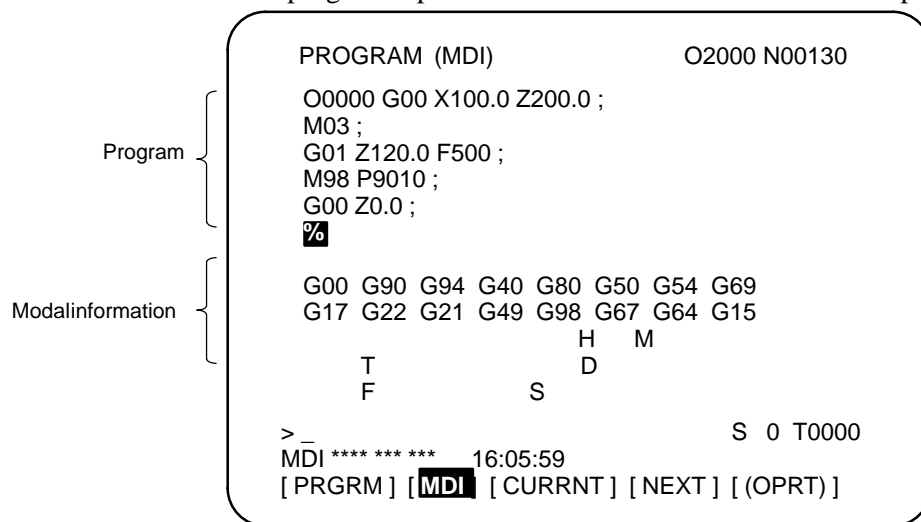 PROGRAM (MDI) O2000 N00130
O0000 G00 X100.0 Z200.0 ;
M03 ;
Program
G01 Z120.0 F500 ;
M98 P9010 ;
G00 Z0.0 ;
%
G00 G90 G94 G40 G80 G50 G54 G69
Modalinformation
G17 G22 G21 G49 G98 G67 G64 G15
H M
T D
F S
> _ S 0 T0000
MDI **** *** *** 16:05:59
[ PRGRM ] [ MDI ] [ CURRNT ] [ NEXT ] [ (OPRT) ]